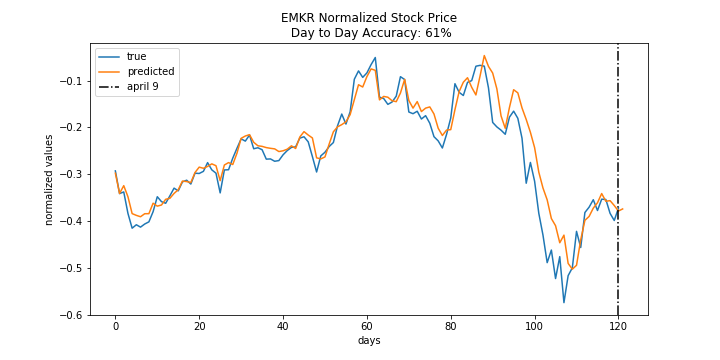 EMKR Normalized Stock Price
Day to Day Accuracy: 61%
true
predicted
april 9
normalized values
−0.1
−0.2
−0.3
−0.4
−0.5
−0.6
0
20
40
60
80
100
120
days